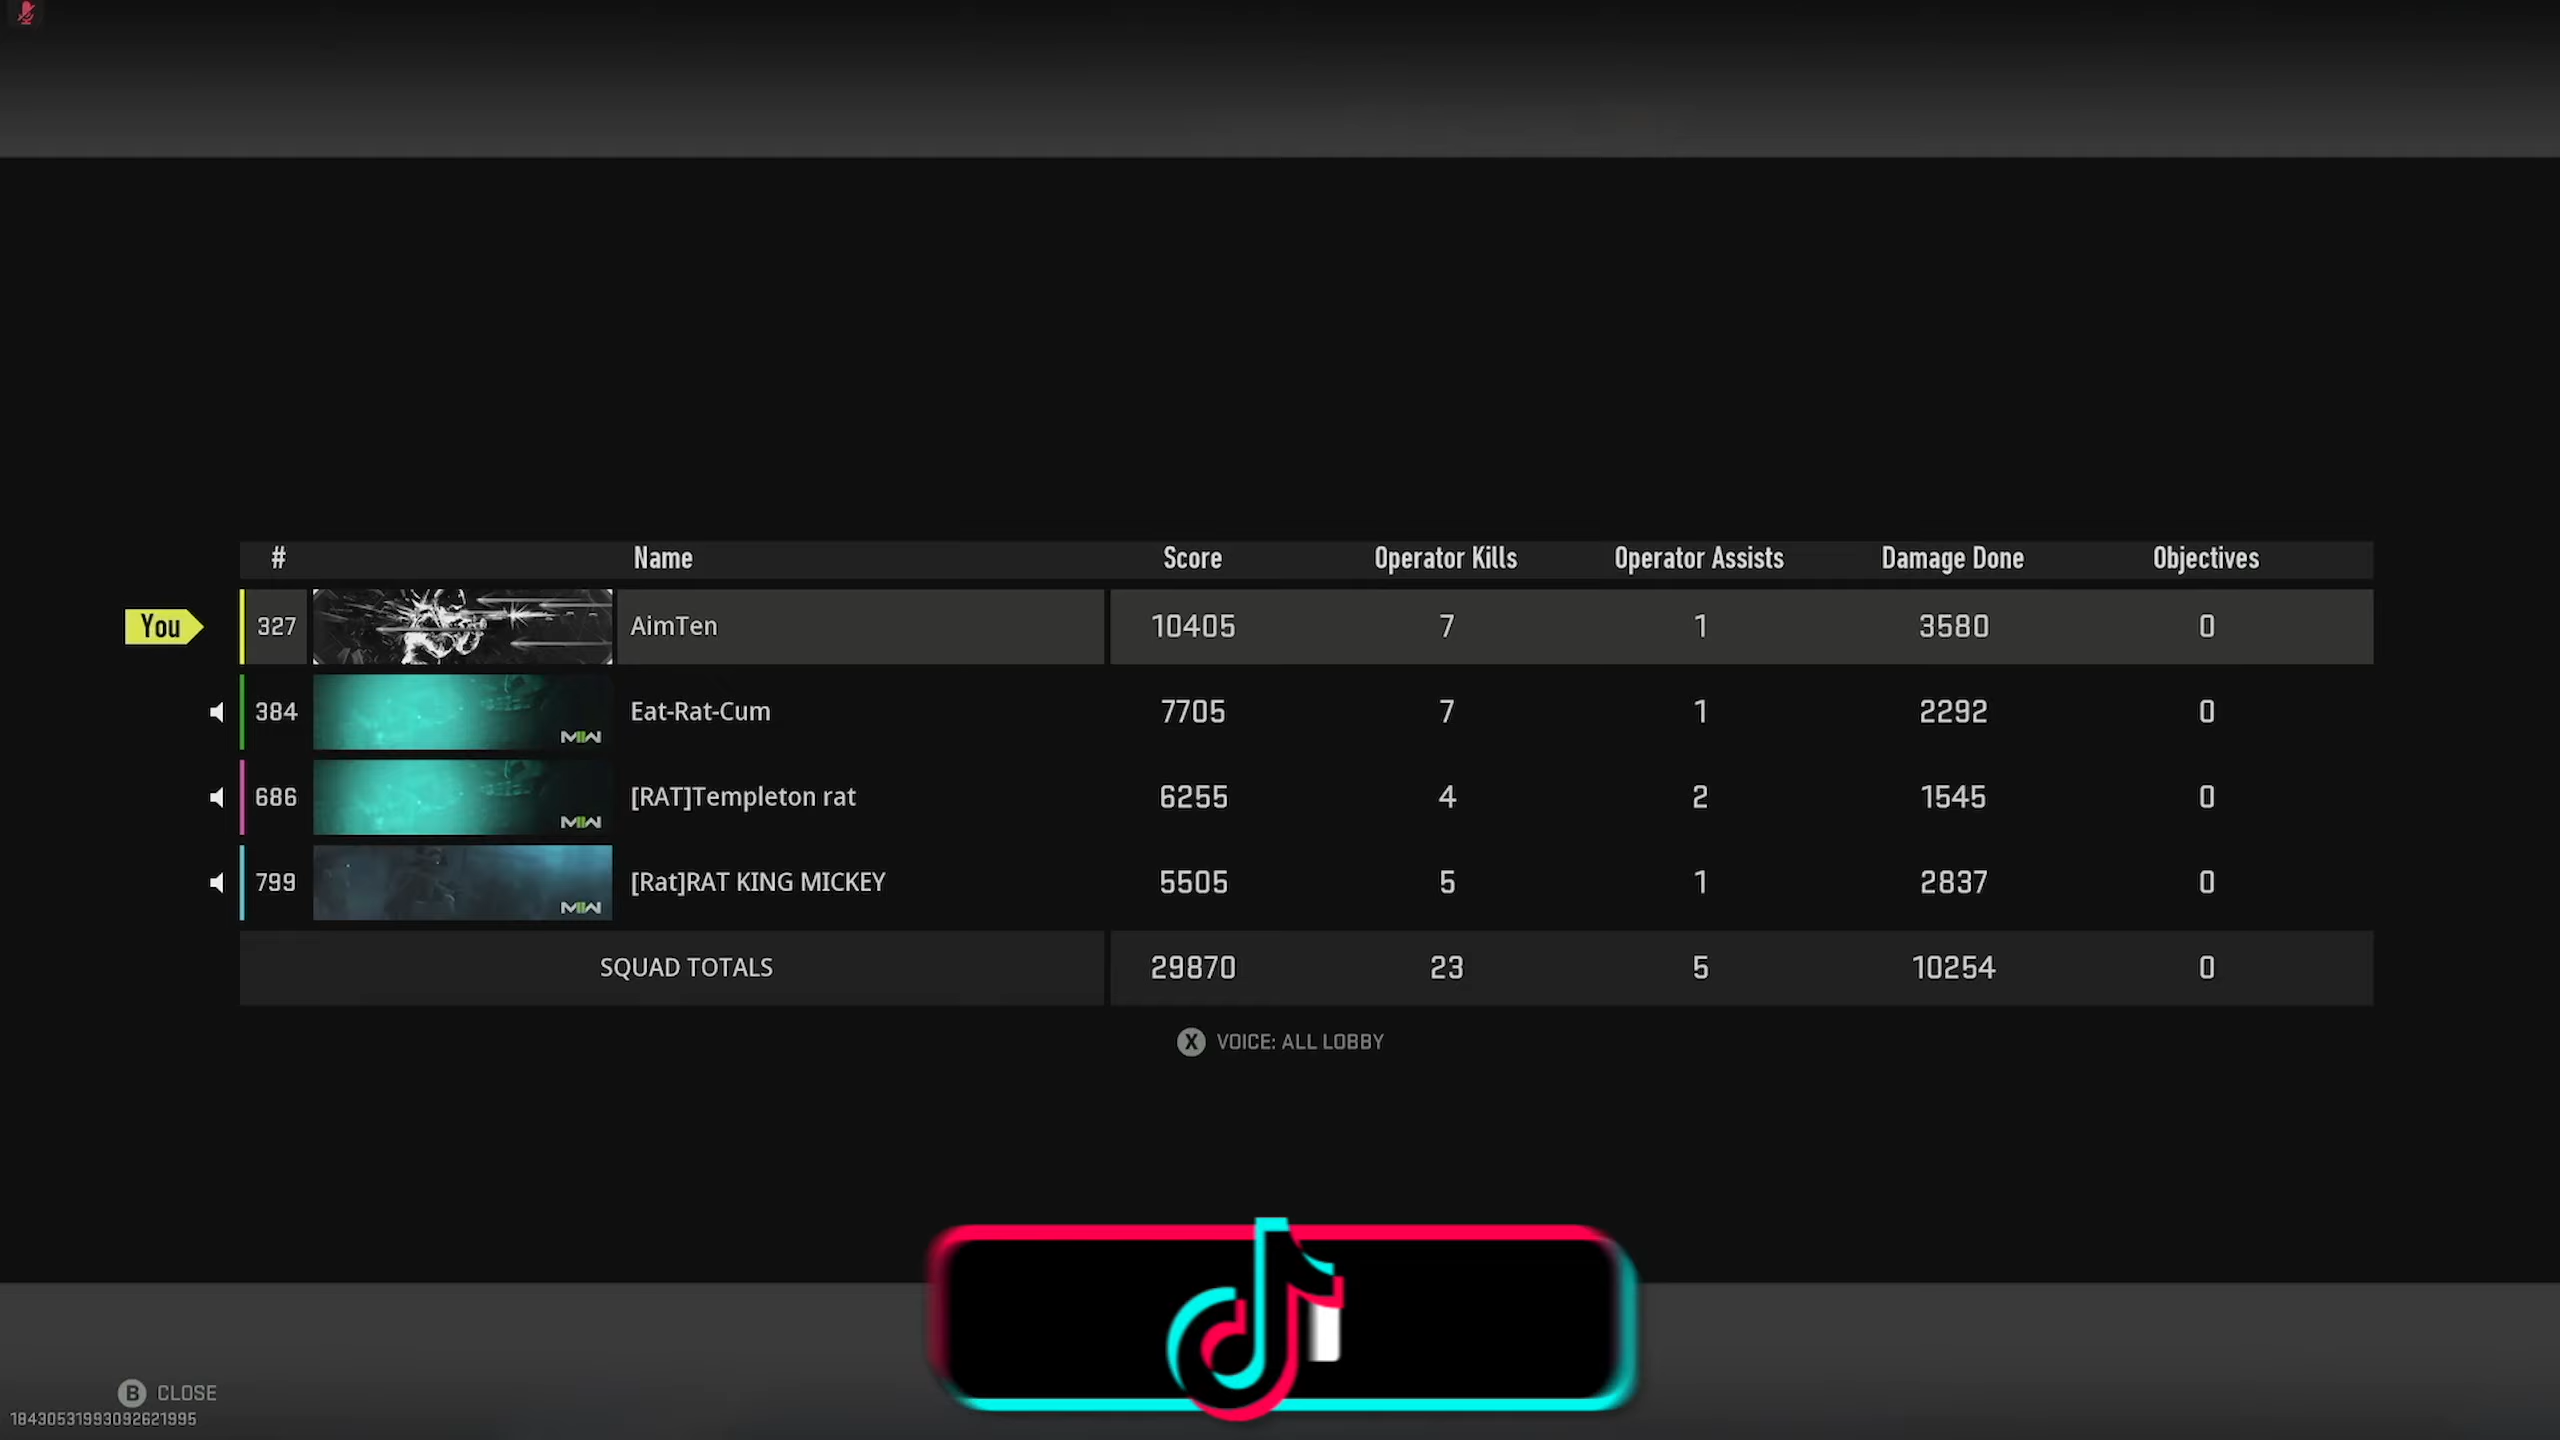 # Name Score Operator Kills Operator Assists Damage Done Objectives
You 327 AimTen 10405 7 1 3580 0
384 MW Eat-Rat-Cum 7705 7 1 2292 0
686 MW [RAT]Templeton rat 6255 4 2 1545 0
799 MW [Rat]RAT KING MICKEY 5505 5 1 2837 0
SQUAD TOTALS 29870 23 5 10254 0
X VOICE: ALL LOBBY
B CLOSE
18430531993092621995